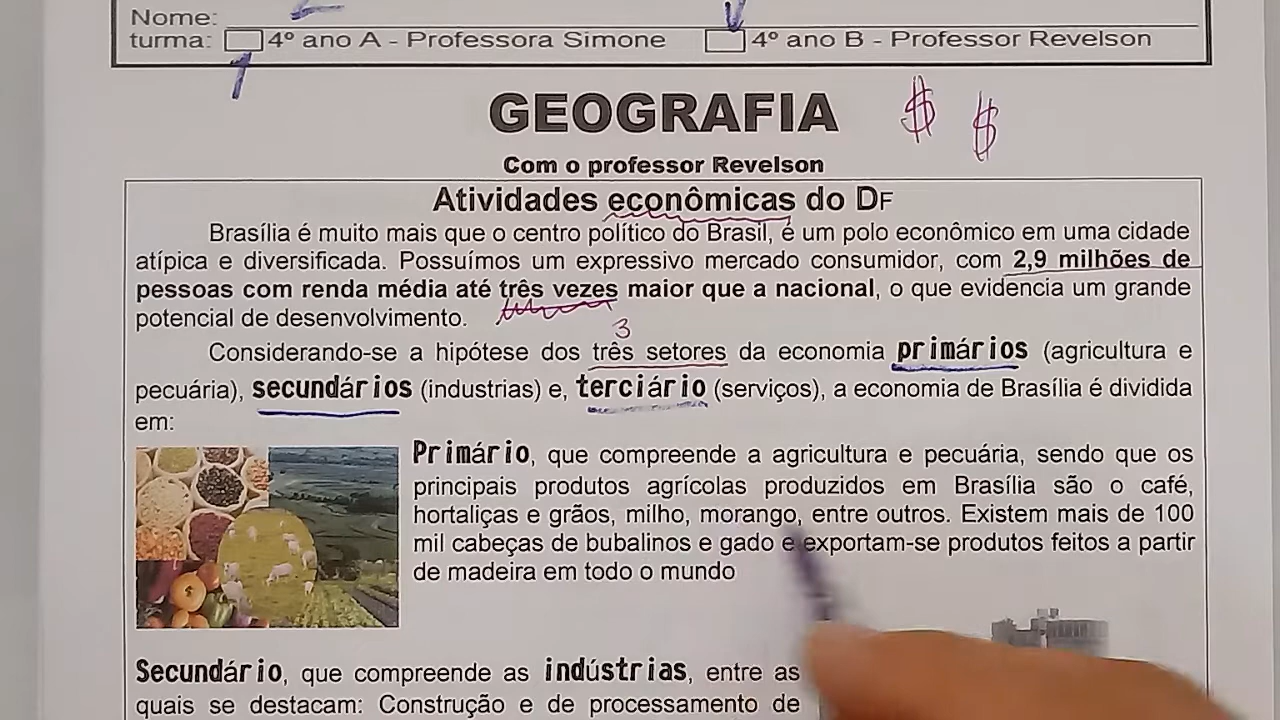 Nome:
turma: 4º ano A - Professora Simone 4º ano B - Professor Revelson
GEOGRAFIA $ $
Com o professor Revelson
Atividades econômicas do DF
Brasília é muito mais que o centro político do Brasil, é um polo econômico em uma cidade
atípica e diversificada. Possuímos um expressivo mercado consumidor, com 2,9 milhões de
pessoas com renda média até três vezes maior que a nacional, o que evidencia um grande
potencial de desenvolvimento.
3
Considerando-se a hipótese dos três setores da economia primários (agricultura e
pecuária), secundários (industrias) e, terciário (serviços), a economia de Brasília é dividida
em:
Primário, que compreende a agricultura e pecuária, sendo que os
principais produtos agrícolas produzidos em Brasília são o café,
hortaliças e grãos, milho, morango, entre outros. Existem mais de 100
mil cabeças de bubalinos e gado e exportam-se produtos feitos a partir
de madeira em todo o mundo
Secundário, que compreende as indústrias, entre as
quais se destacam: Construção e de processamento de